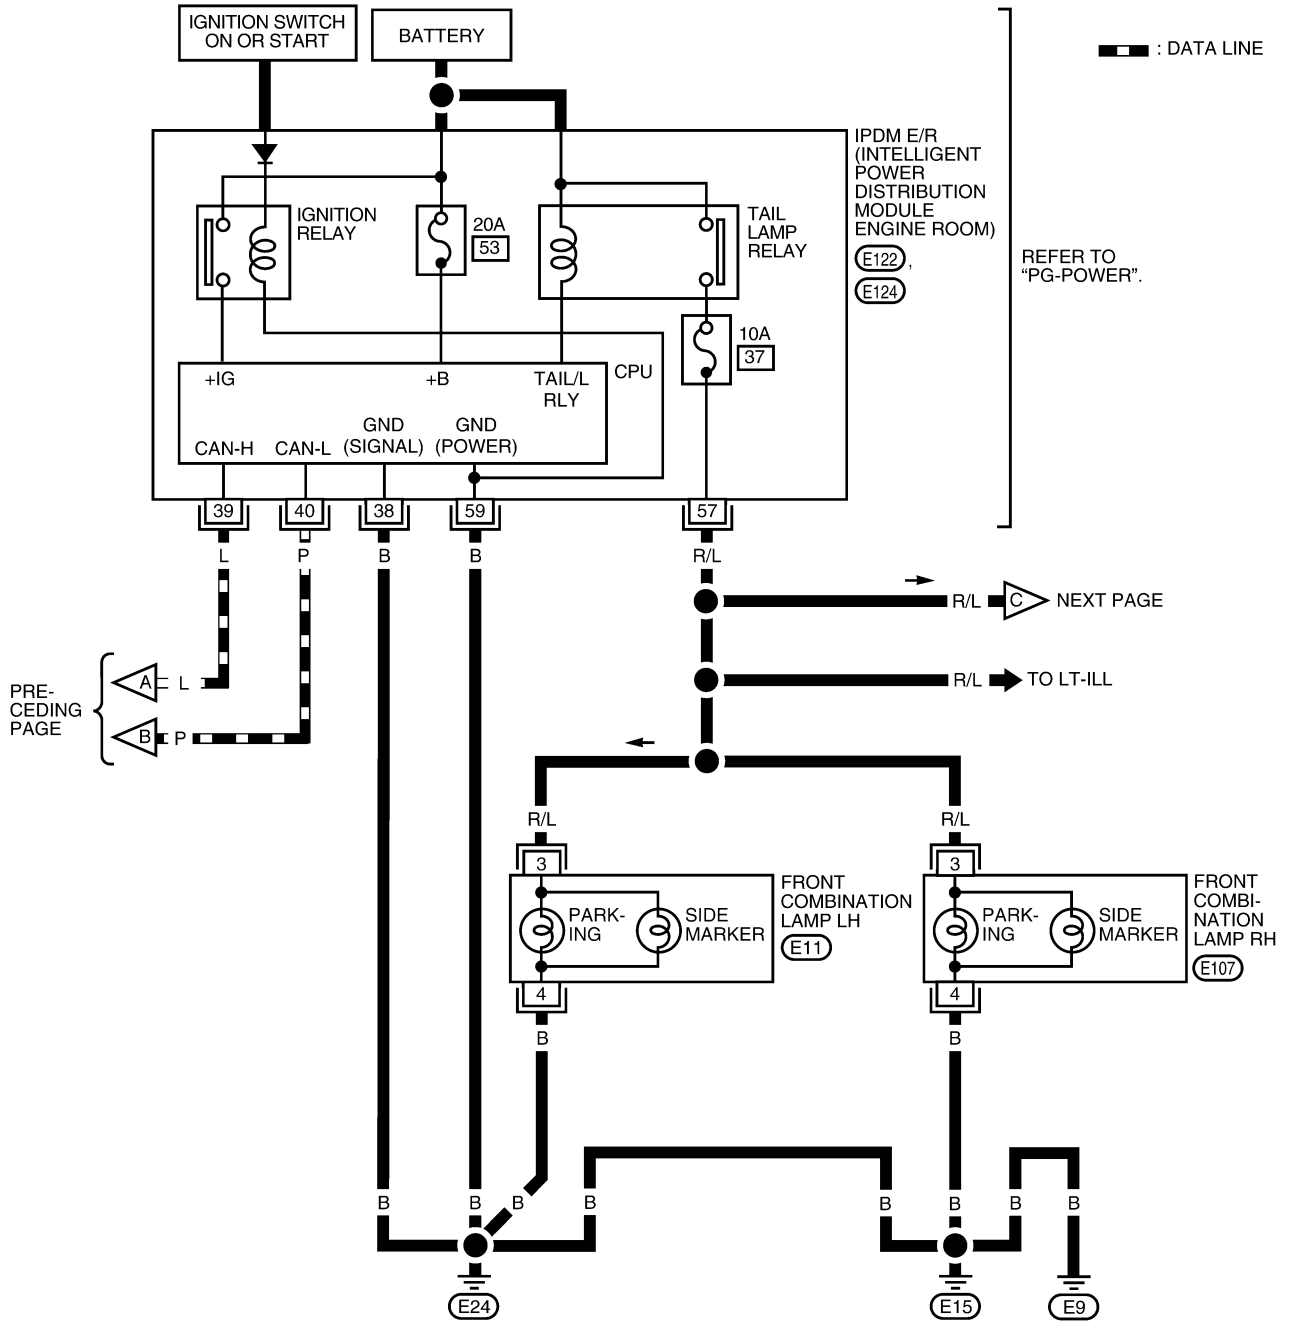 IGNITION SWITCH
ON OR START
BATTERY
: DATA LINE
IPDM E/R
(INTELLIGENT
POWER
DISTRIBUTION
MODULE
ENGINE ROOM)
E122 ,
E124
REFER TO
“PG-POWER”.
IGNITION
RELAY
20A
53
TAIL
LAMP
RELAY
10A
37
CPU
+IG
+B
TAIL/L
RLY
CAN-H
CAN-L
GND
(SIGNAL)
GND
(POWER)
39
40
38
59
57
L
P
B
B
R/L
R/L
C
NEXT PAGE
R/L
TO LT-ILL
PRE-
CEDING
PAGE
A
L
B
P
R/L
R/L
3
3
PARK-
ING
SIDE
MARKER
FRONT
COMBINATION
LAMP LH
E11
PARK-
ING
SIDE
MARKER
FRONT
COMBI-
NATION
LAMP RH
E107
4
4
B
B
B
B
B
B
B
B
B
B
E24
E15
E9